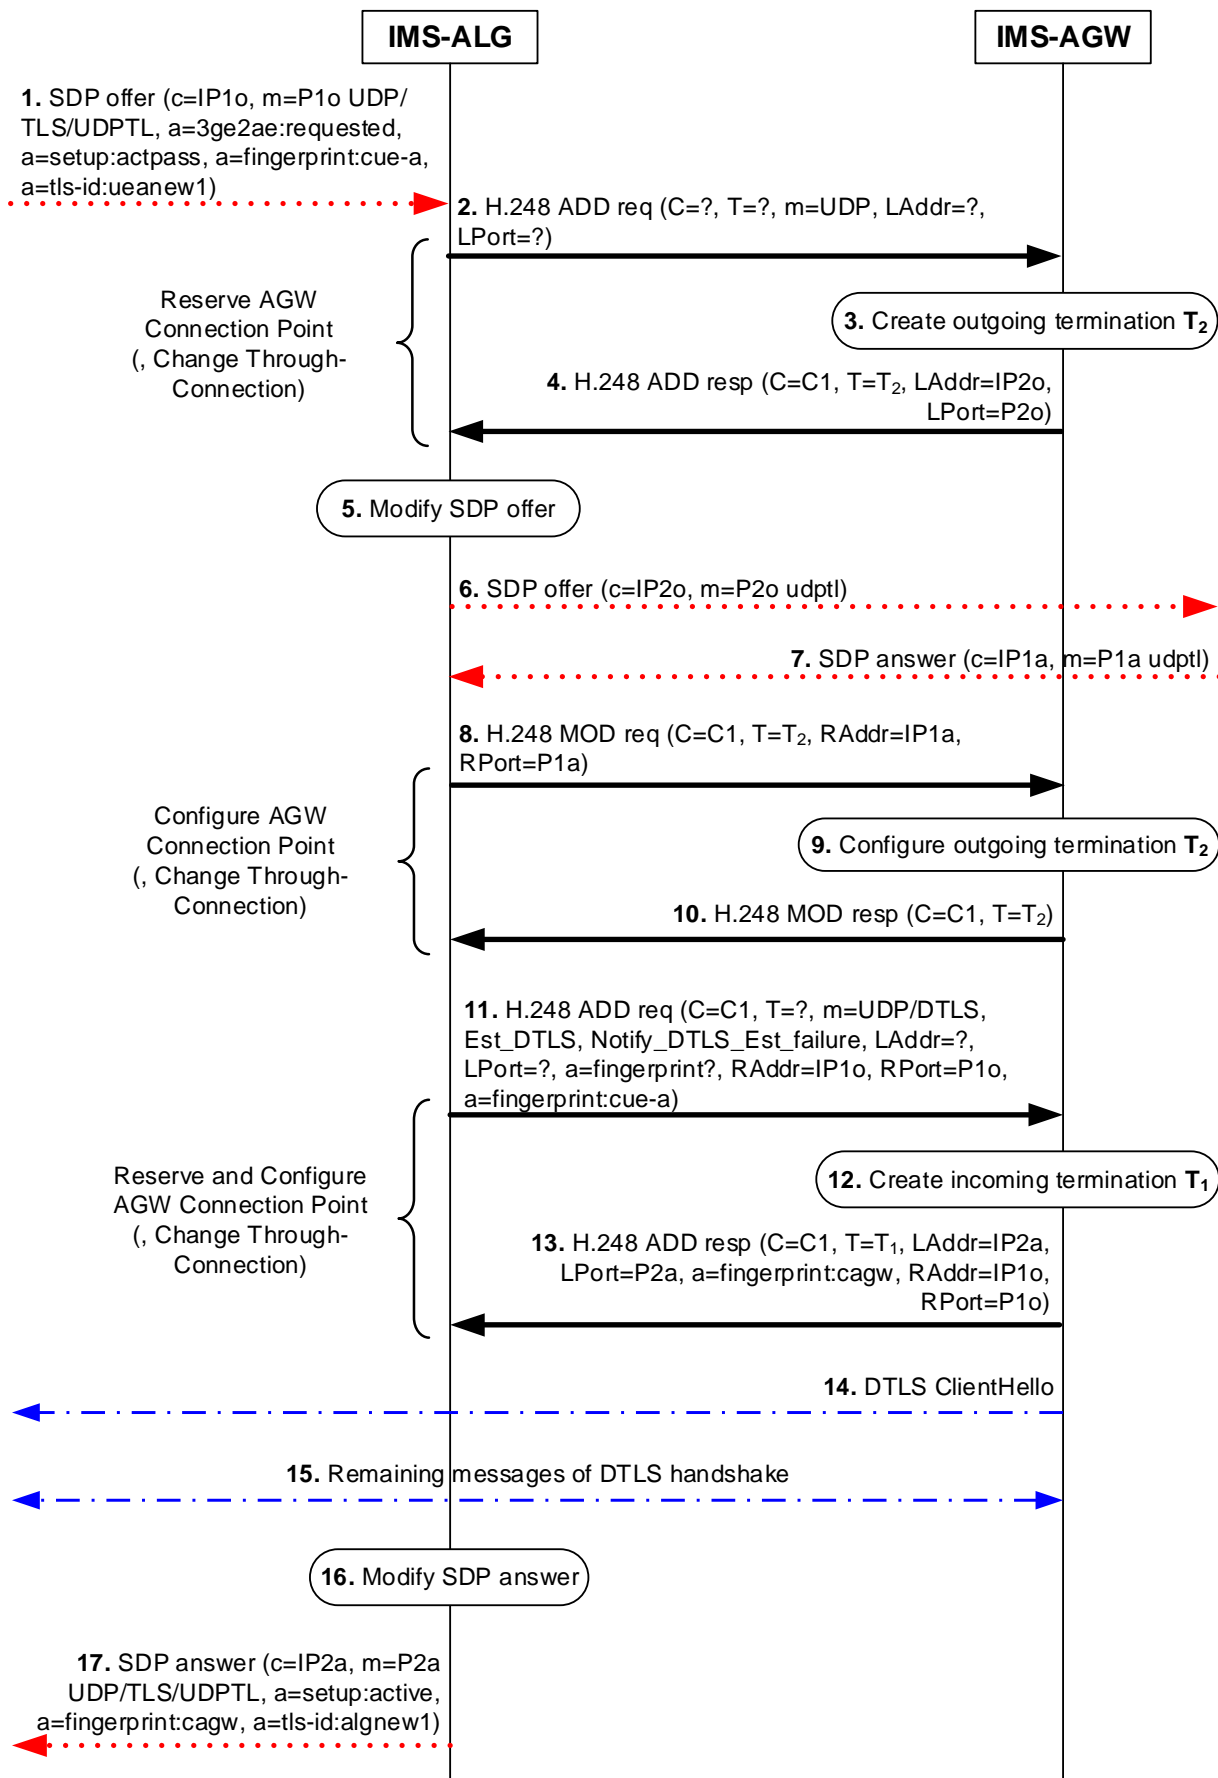 IMS-ALG
IMS-AGW
1. SDP offer (c=IP1o, m=P1o UDP/
TLS/UDPTL, a=3ge2ae:requested,
a=setup:actpass, a=fingerprint:cue-a,
a=tls-id:ueanew1)
2. H.248 ADD req (C=?, T=?, m=UDP, LAddr=?,
LPort=?)
Reserve AGW
Connection Point
(, Change Through-
Connection)
3. Create outgoing termination T2
4. H.248 ADD resp (C=C1, T=T2, LAddr=IP2o,
LPort=P2o)
5. Modify SDP offer
6. SDP offer (c=IP2o, m=P2o udptl)
7. SDP answer (c=IP1a, m=P1a udptl)
8. H.248 MOD req (C=C1, T=T2, RAddr=IP1a,
RPort=P1a)
Configure AGW
Connection Point
(, Change Through-
Connection)
9. Configure outgoing termination T2
10. H.248 MOD resp (C=C1, T=T2)
11. H.248 ADD req (C=C1, T=?, m=UDP/DTLS,
Est_DTLS, Notify_DTLS_Est_failure, LAddr=?,
LPort=?, a=fingerprint?, RAddr=IP1o, RPort=P1o,
a=fingerprint:cue-a)
Reserve and Configure
AGW Connection Point
(, Change Through-
Connection)
12. Create incoming termination T1
13. H.248 ADD resp (C=C1, T=T1, LAddr=IP2a,
LPort=P2a, a=fingerprint:cagw, RAddr=IP1o,
RPort=P1o)
14. DTLS ClientHello
15. Remaining messages of DTLS handshake
16. Modify SDP answer
17. SDP answer (c=IP2a, m=P2a
UDP/TLS/UDPTL, a=setup:active,
a=fingerprint:cagw, a=tls-id:algnew1)